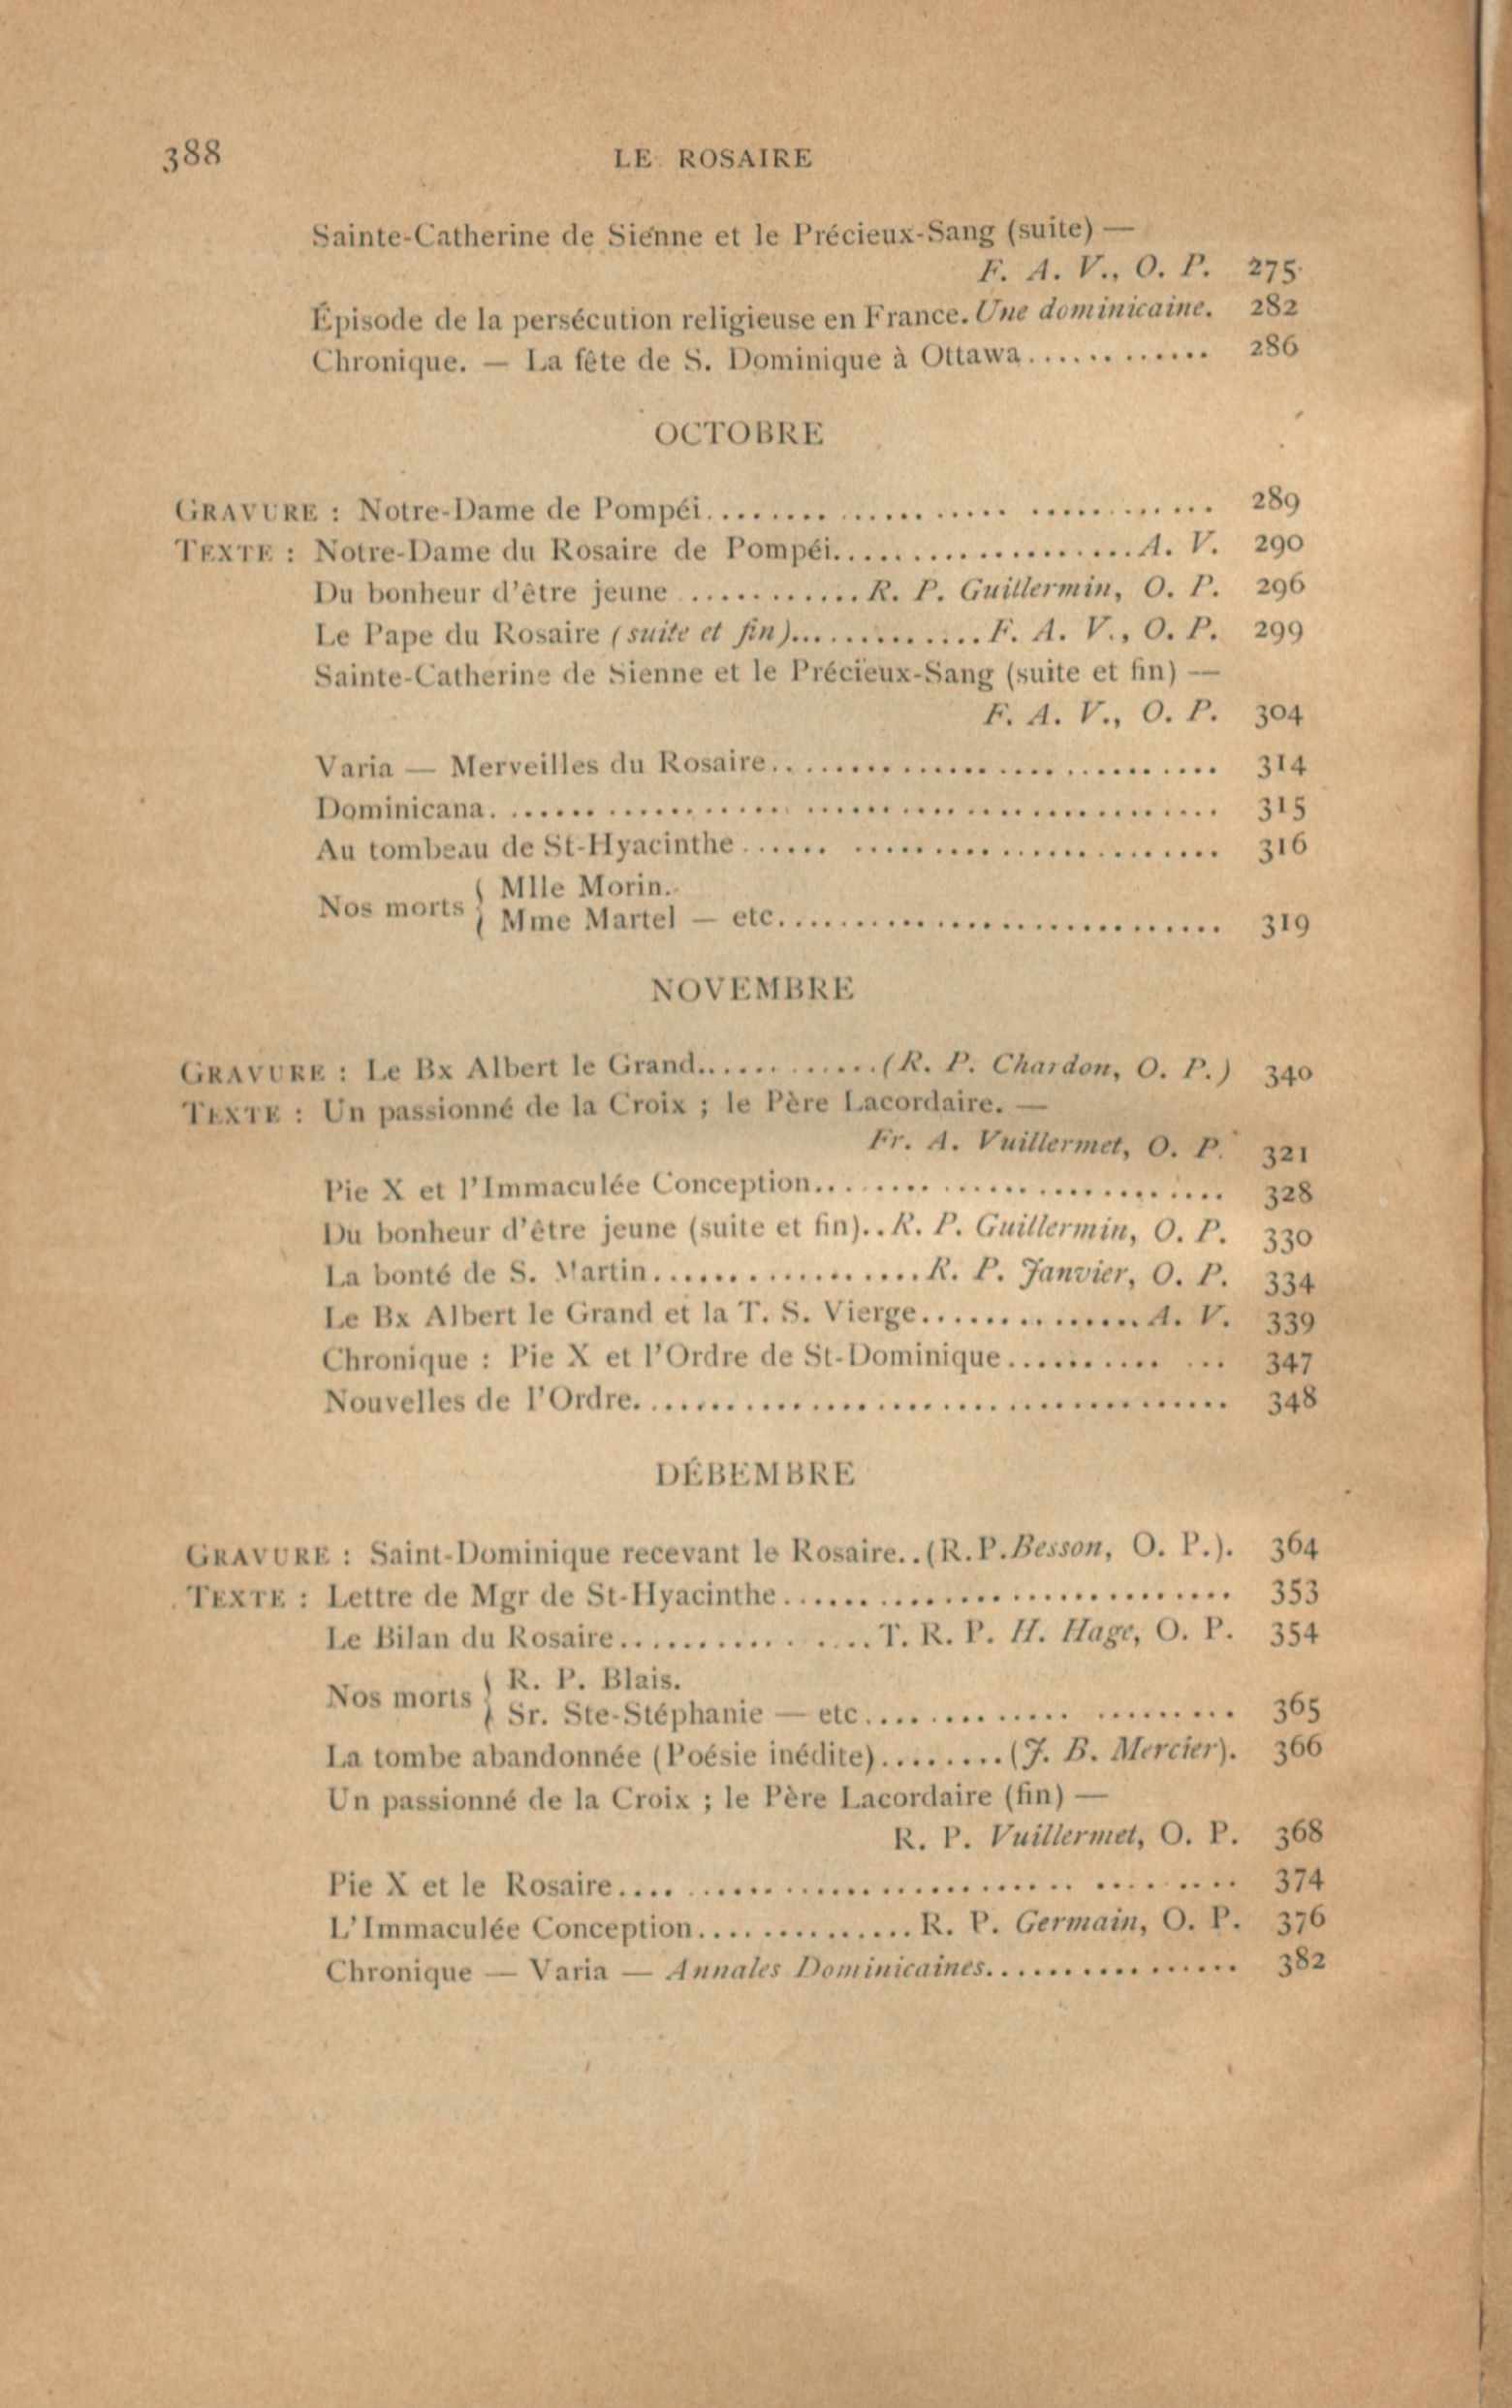 388
LE ROSAIRE
Sainte-Catherine de Sienne et le Précieux-Sang (suite) —
F. A. V., O. P. 275
Épisode de la persécution religieuse en France. Une dominicaine. 282
Chronique. — La fête de S. Dominique à Ottawa............. 286
OCTOBRE
GRAVURE : Notre-Dame de Pompéi............................... 289
TEXTE : Notre-Dame du Rosaire de Pompéi...................A. V. 290
Du bonheur d'être jeune ...........R. P. Guillermin, O. P. 296
Le Pape du Rosaire (suite et fin).............F. A. V., O. P. 299
Sainte-Catherine de Sienne et le Précieux-Sang (suite et fin) —
F. A. V., O. P. 304
Varia — Merveilles du Rosaire............................ 314
Dominicana............................................. 315
Au tombeau de St-Hyacinthe...... ....................... 316
Nos morts { Mlle Morin.
Mme Martel — etc............................ 319
NOVEMBRE
GRAVURE : Le Bx Albert le Grand............(R. P. Chardon, O. P.) 340
TEXTE : Un passionné de la Croix ; le Père Lacordaire. —
Fr. A. Vuillermet, O. P. 321
Pie X et l'Immaculée Conception.......................... 328
Du bonheur d'être jeune (suite et fin)..R. P. Guillermin, O. P. 330
La bonté de S. Martin.................R. P. Janvier, O. P. 334
Le Bx Albert le Grand et la T. S. Vierge..............A. V. 339
Chronique : Pie X et l'Ordre de St-Dominique.......... ... 347
Nouvelles de l'Ordre..................................... 348
DÉBEMBRE
GRAVURE : Saint-Dominique recevant le Rosaire..(R. P. Besson, O. P.). 364
TEXTE : Lettre de Mgr de St-Hyacinthe............................ 353
Le Bilan du Rosaire................T. R. P. H. Hage, O. P. 354
Nos morts { R. P. Blais.
Sr. Ste-Stéphanie — etc............. ......... 365
La tombe abandonnée (Poésie inédite)........(J. B. Mercier). 366
Un passionné de la Croix ; le Père Lacordaire (fin) —
R. P. Vuillermet, O. P. 368
Pie X et le Rosaire.... ........................ ......... 374
L'Immaculée Conception..............R. P. Germain, O. P. 376
Chronique — Varia — Annales Dominicaines................ 382